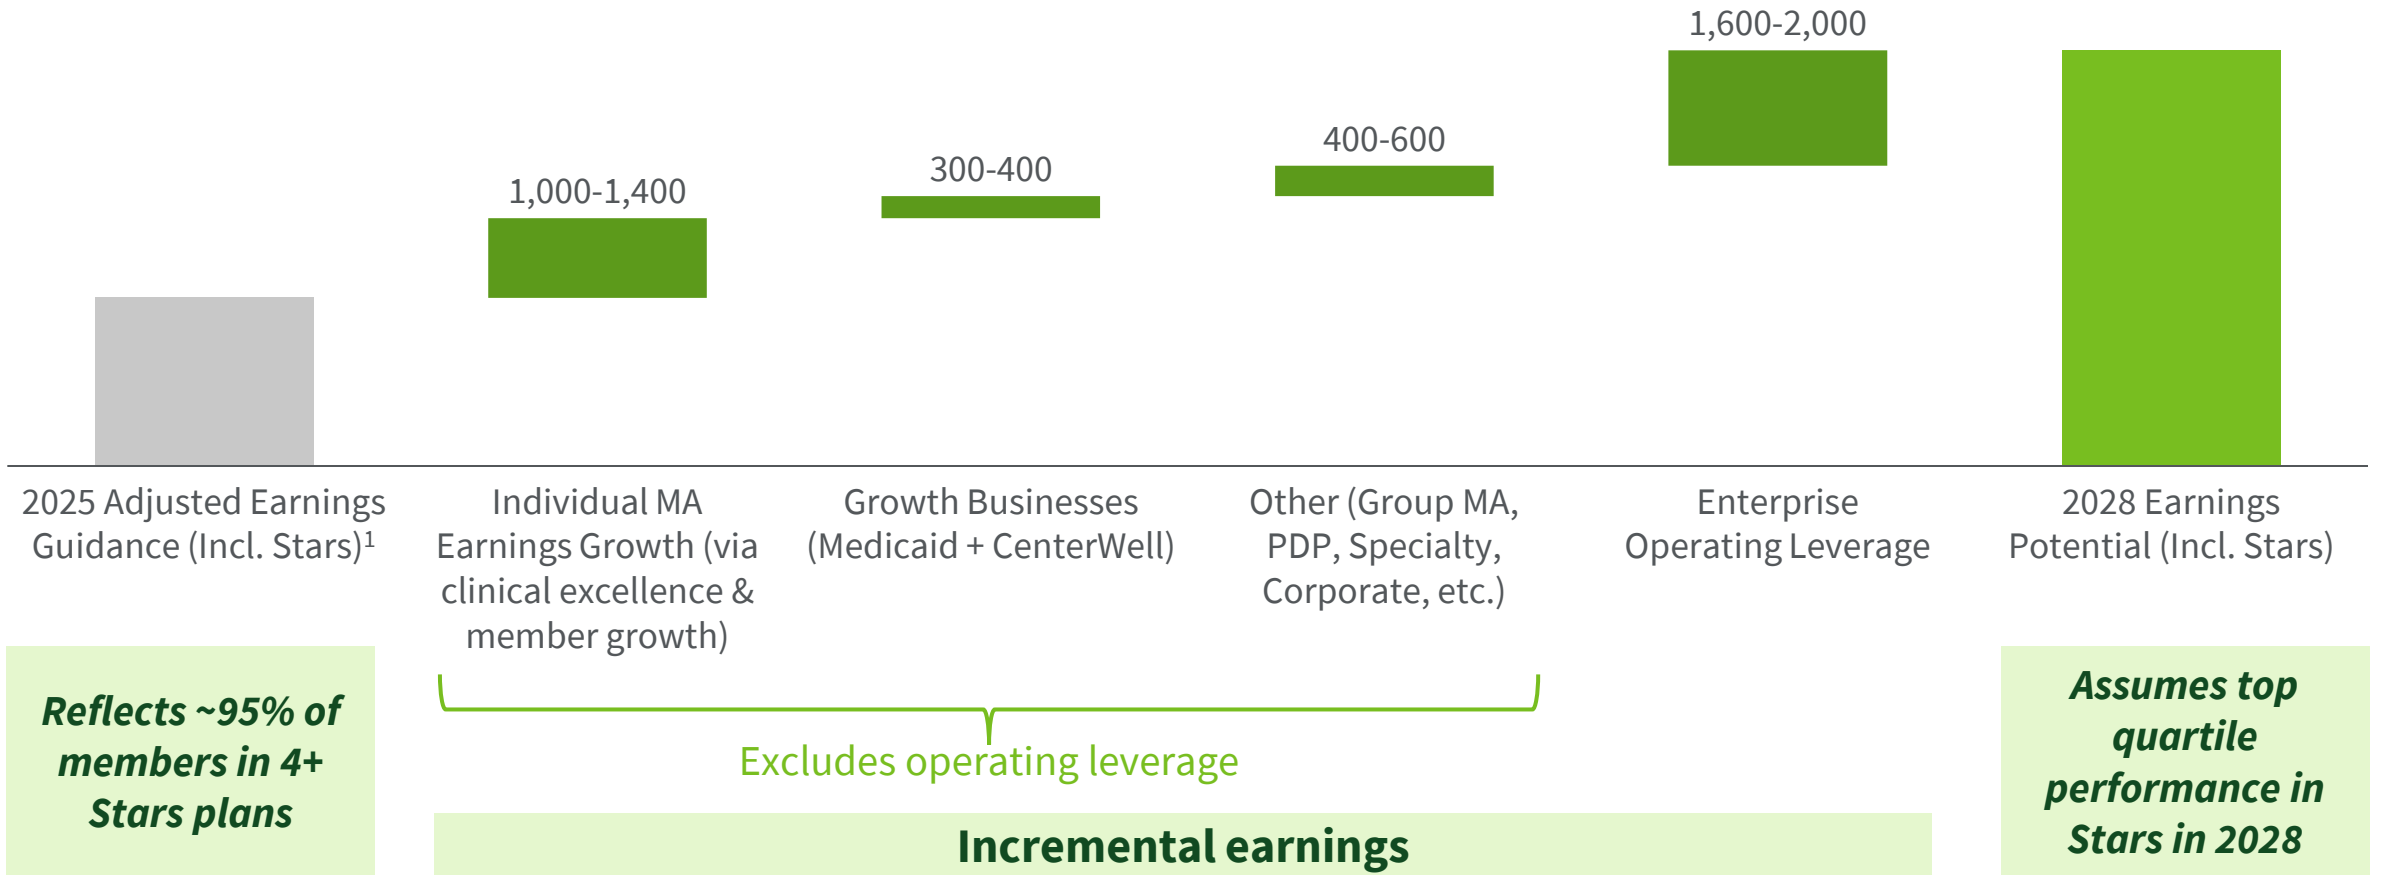 1,600-2,000
400-600
300-400
1,000-1,400
2025 Adjusted Earnings
Guidance (Incl. Stars)¹
Individual MA
Earnings Growth (via
clinical excellence &
member growth)
Growth Businesses
(Medicaid + CenterWell)
Other (Group MA,
PDP, Specialty,
Corporate, etc.)
Enterprise
Operating Leverage
2028 Earnings
Potential (Incl. Stars)
Reflects ~95% of
members in 4+
Stars plans
Excludes operating leverage
Incremental earnings
Assumes top
quartile
performance in
Stars in 2028